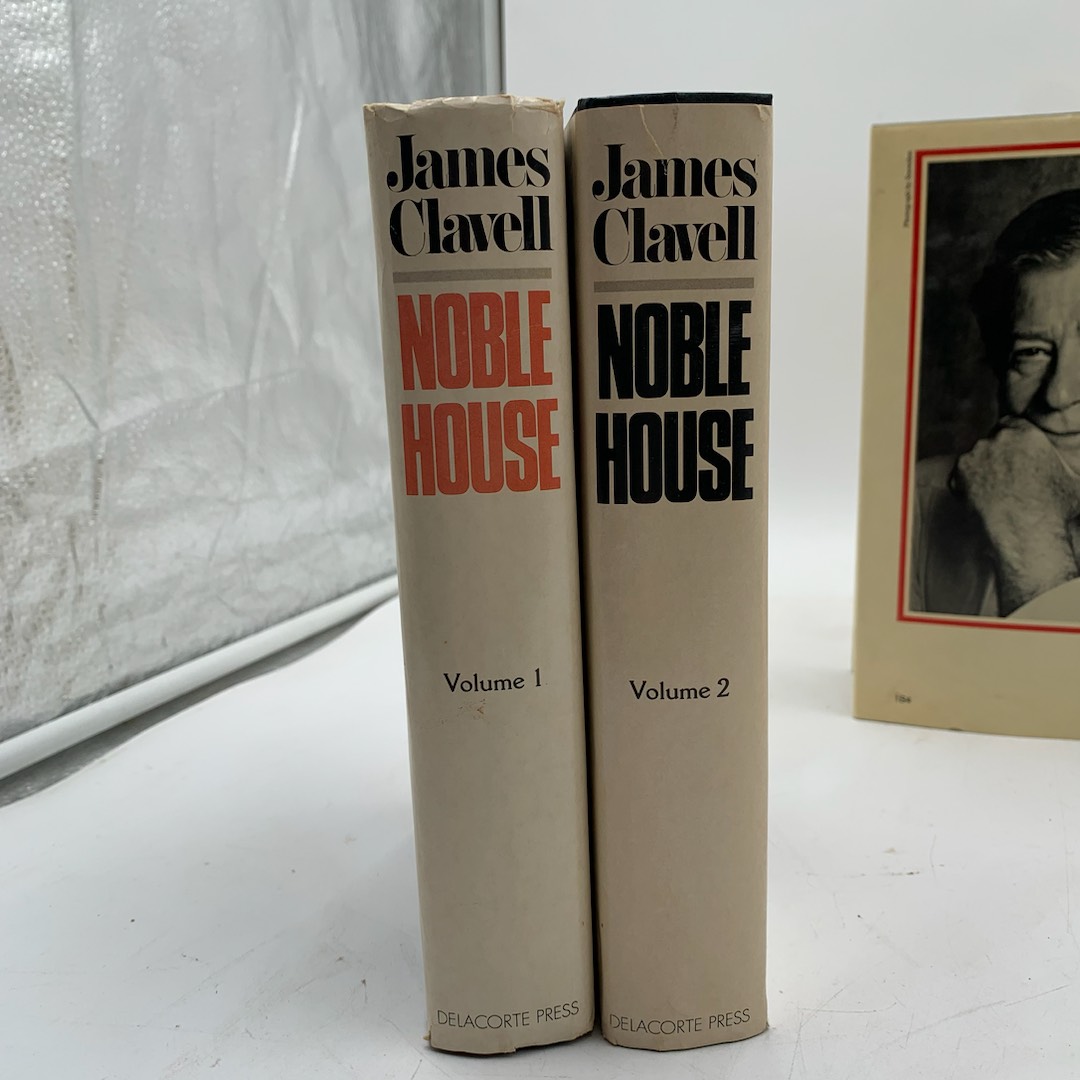 James
Clavell
NOBLE
HOUSE
Volume 1
DELACORTE PRESS
James
Clavell
NOBLE
HOUSE
Volume 2
DELACORTE PRESS